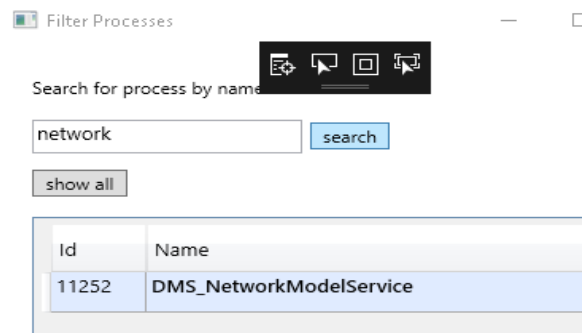 Filter Processes
Search for process by name
network
search
show all
Id Name
11252 DMS_NetworkModelService